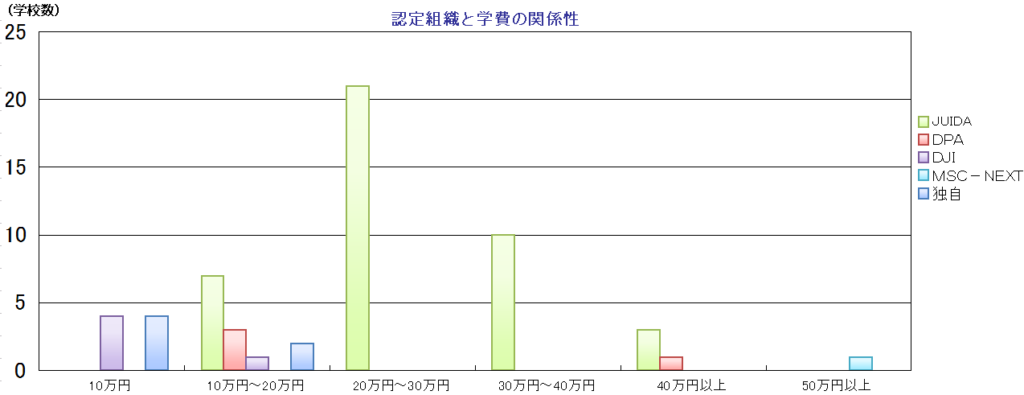 (学校数)
認定組織と学費の関係性
25
20
15
10
5
0
10万円
10万円～20万円
20万円～30万円
30万円～40万円
40万円以上
50万円以上
JUIDA
DPA
DJI
MSC－NEXT
独自